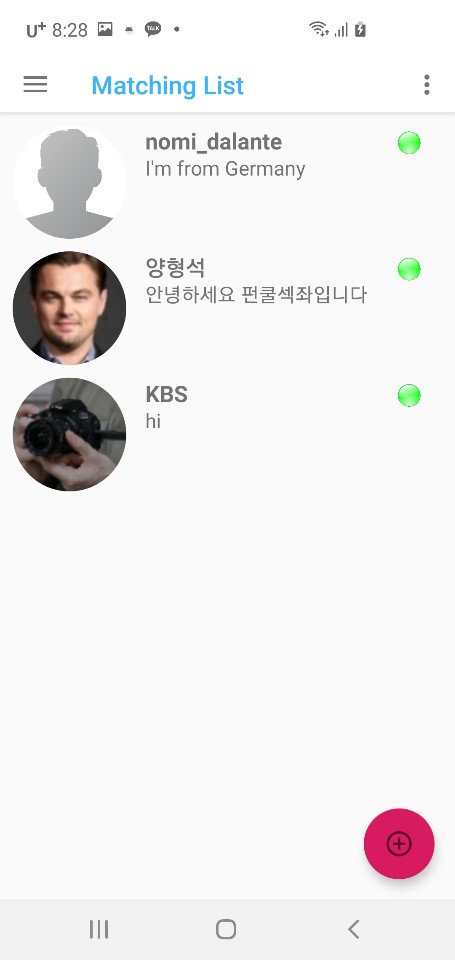 U+ 8:28 TALK
Matching List
nomi_dalante
I'm from Germany
양형석
안녕하세요 펀쿨섹좌입니다
KBS
hi